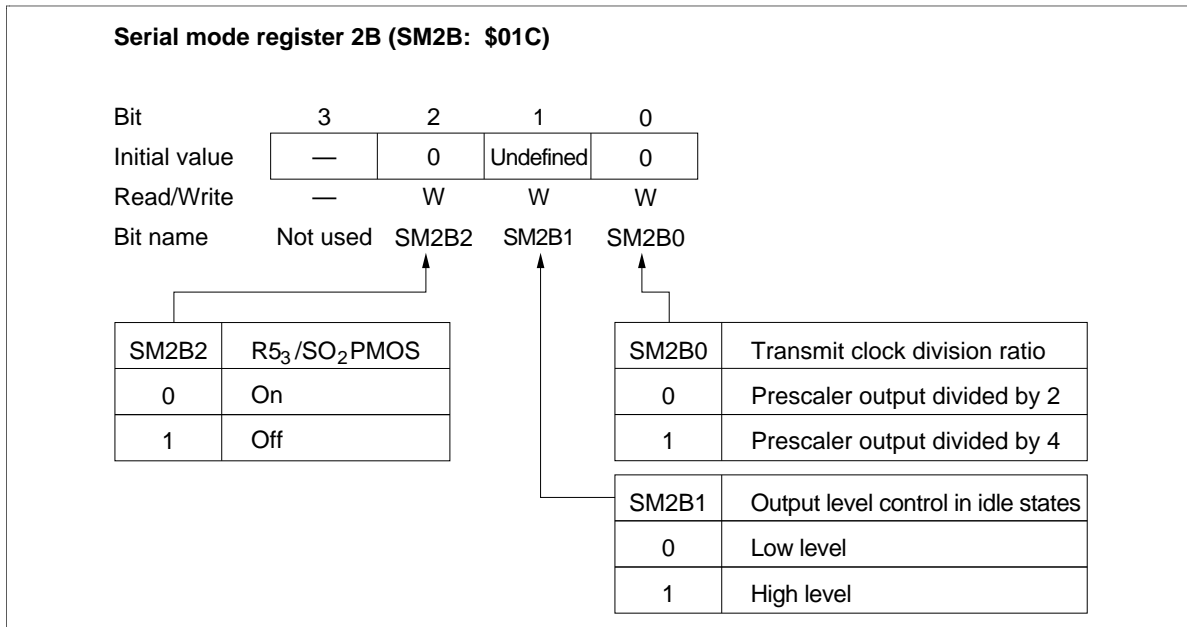 Serial mode register 2B (SM2B: $01C)
Bit 3 2 1 0
Initial value — 0 Undefined 0
Read/Write — W W W
Bit name Not used SM2B2 SM2B1 SM2B0
SM2B2 R5₃/SO₂PMOS
0 On
1 Off
SM2B0 Transmit clock division ratio
0 Prescaler output divided by 2
1 Prescaler output divided by 4
SM2B1 Output level control in idle states
0 Low level
1 High level